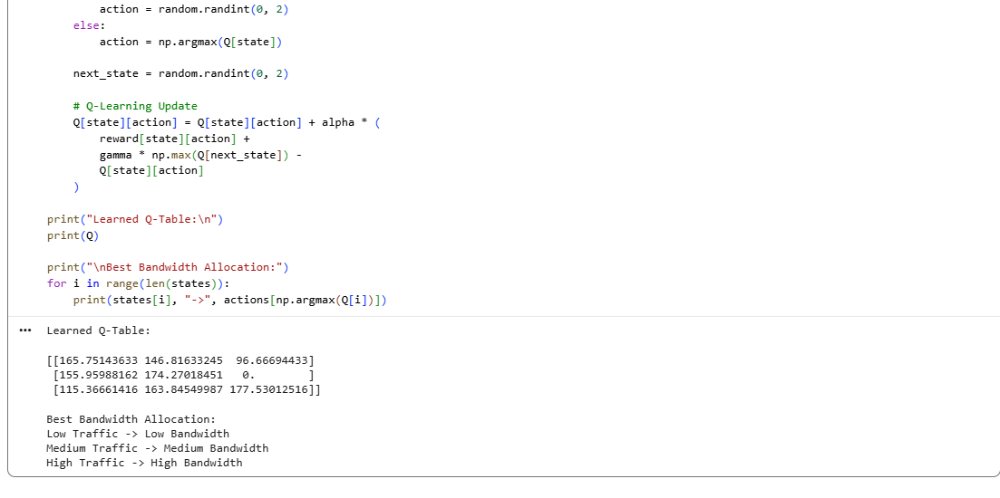 action = random.randint(0, 2)
    else:
        action = np.argmax(Q[state])
    next_state = random.randint(0, 2)
    # Q-Learning Update
    Q[state][action] = Q[state][action] + alpha * (
        reward[state][action] +
        gamma * np.max(Q[next_state]) -
        Q[state][action]
    )
print("Learned Q-Table:\n")
print(Q)
print("\nBest Bandwidth Allocation:")
for i in range(len(states)):
    print(states[i], "->", actions[np.argmax(Q[i])])
Learned Q-Table:
[[165.75143633 146.81633245  96.66694433]
 [155.95988162 174.27018451   0.        ]
 [115.36661416 163.84549987 177.53012516]]
Best Bandwidth Allocation:
Low Traffic -> Low Bandwidth
Medium Traffic -> Medium Bandwidth
High Traffic -> High Bandwidth